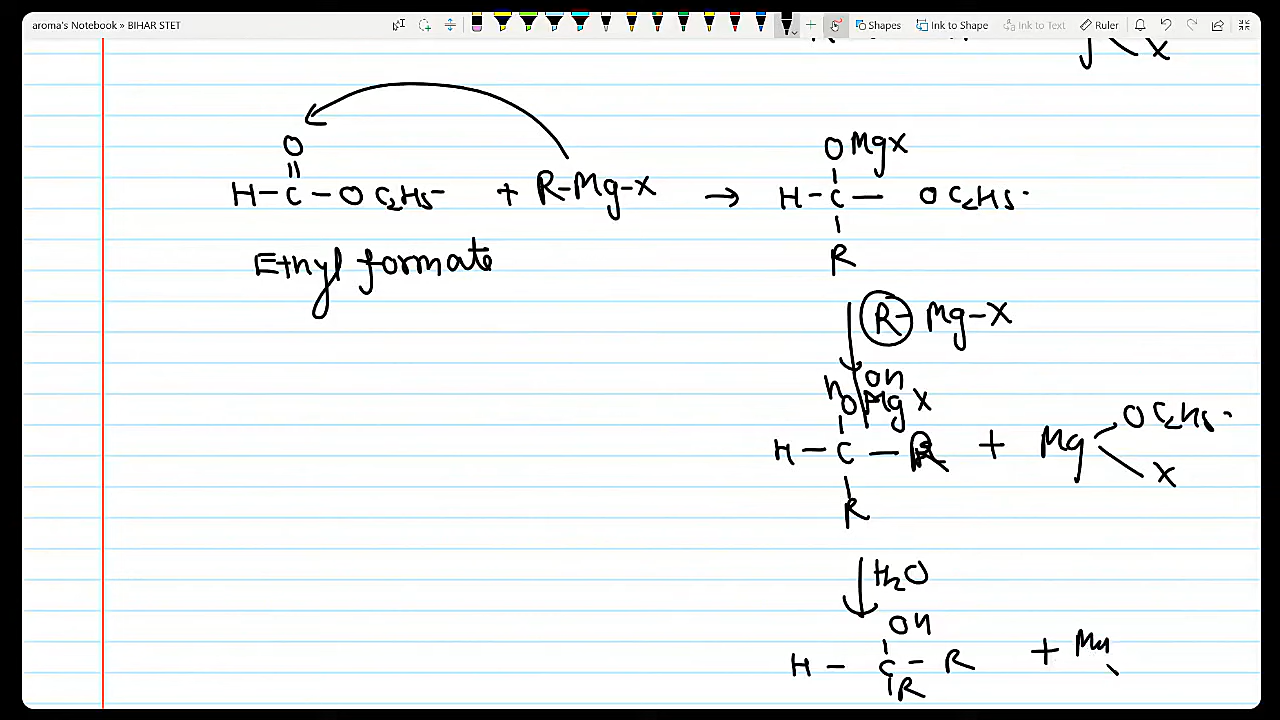 aroma's Notebook » BIHAR STET
Shapes Ink to Shape Ink to Text Ruler
X
O OMgX
H-C-OC2H5 + R-Mg-X → H-C-OC2H5
R
Ethyl formate
R-Mg-X
OH
OMgX
H-C-R + Mg OC2H5
X
R
H2O
OH
H-C-R + Mg
R